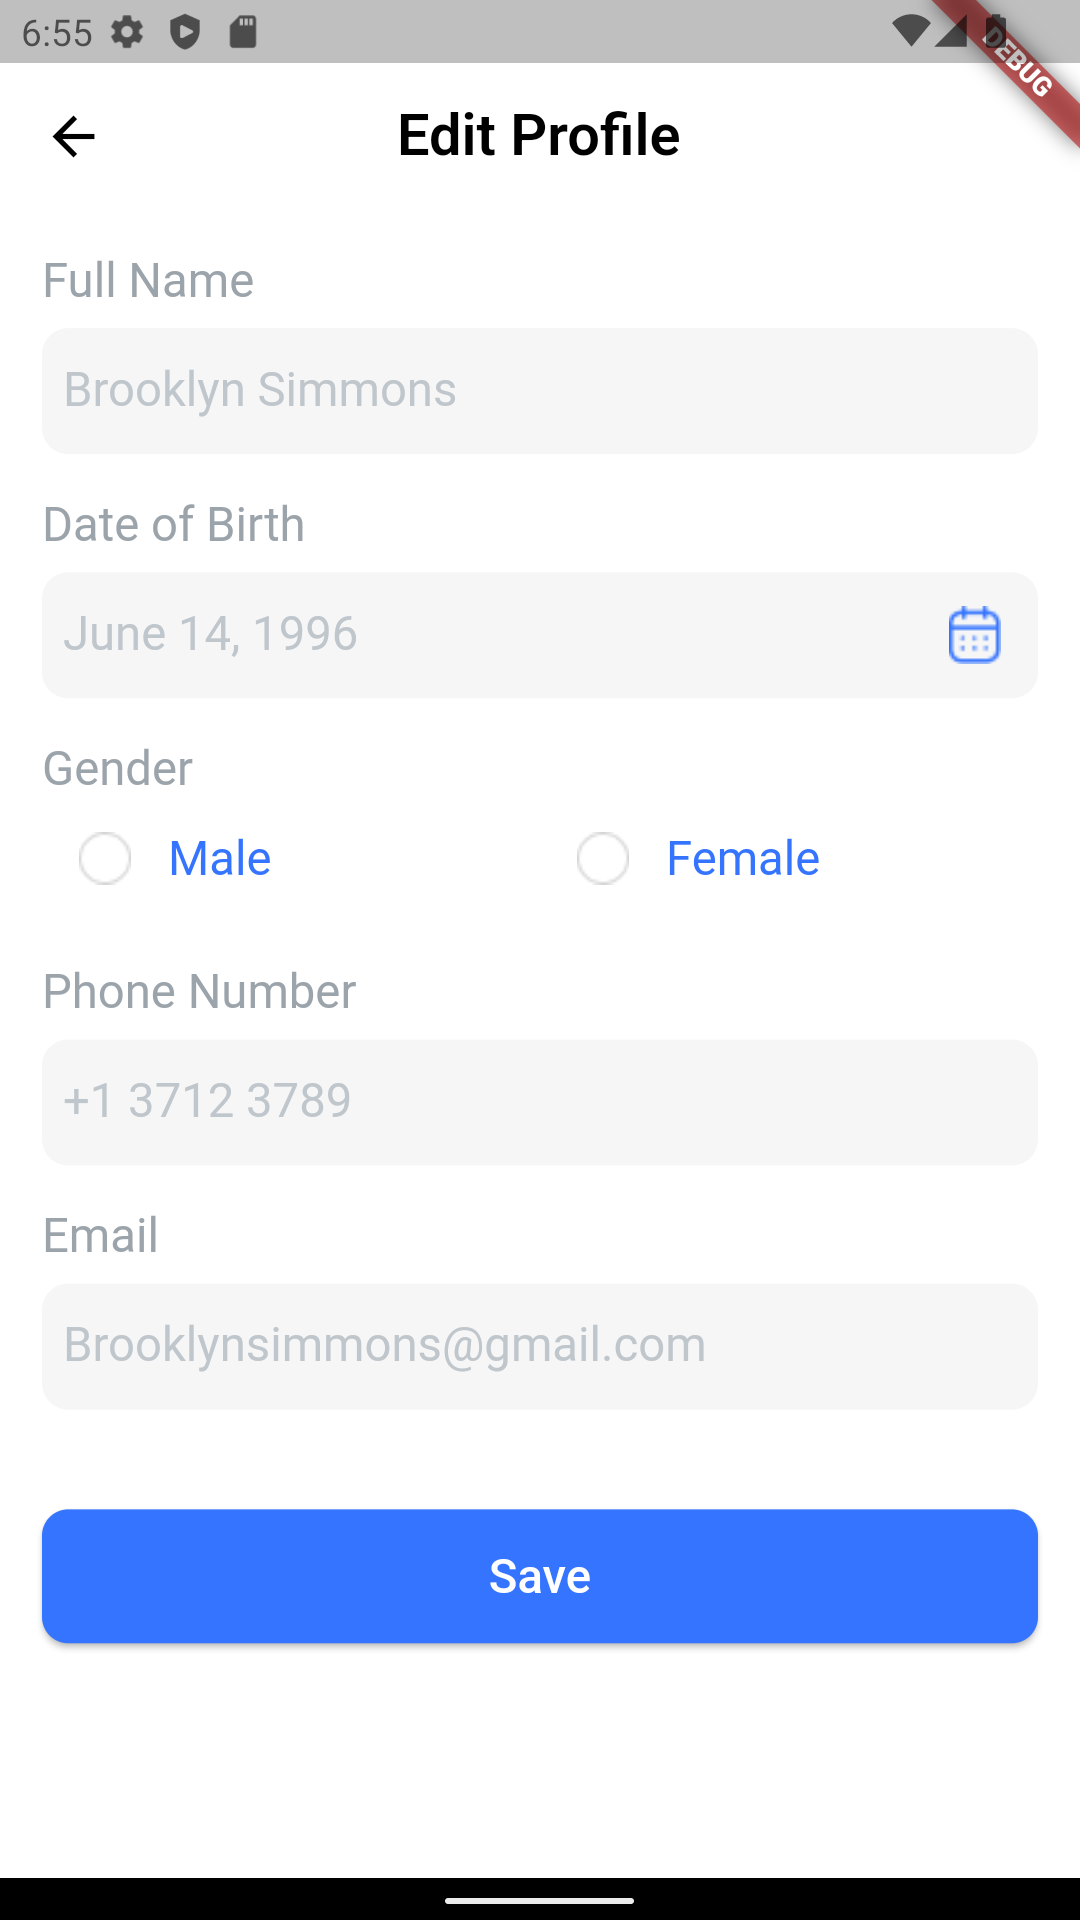 6:55
DEBUG
Edit Profile
Full Name
Brooklyn Simmons
Date of Birth
June 14, 1996
Gender
Male
Female
Phone Number
+1 3712 3789
Email
Brooklynsimmons@gmail.com
Save